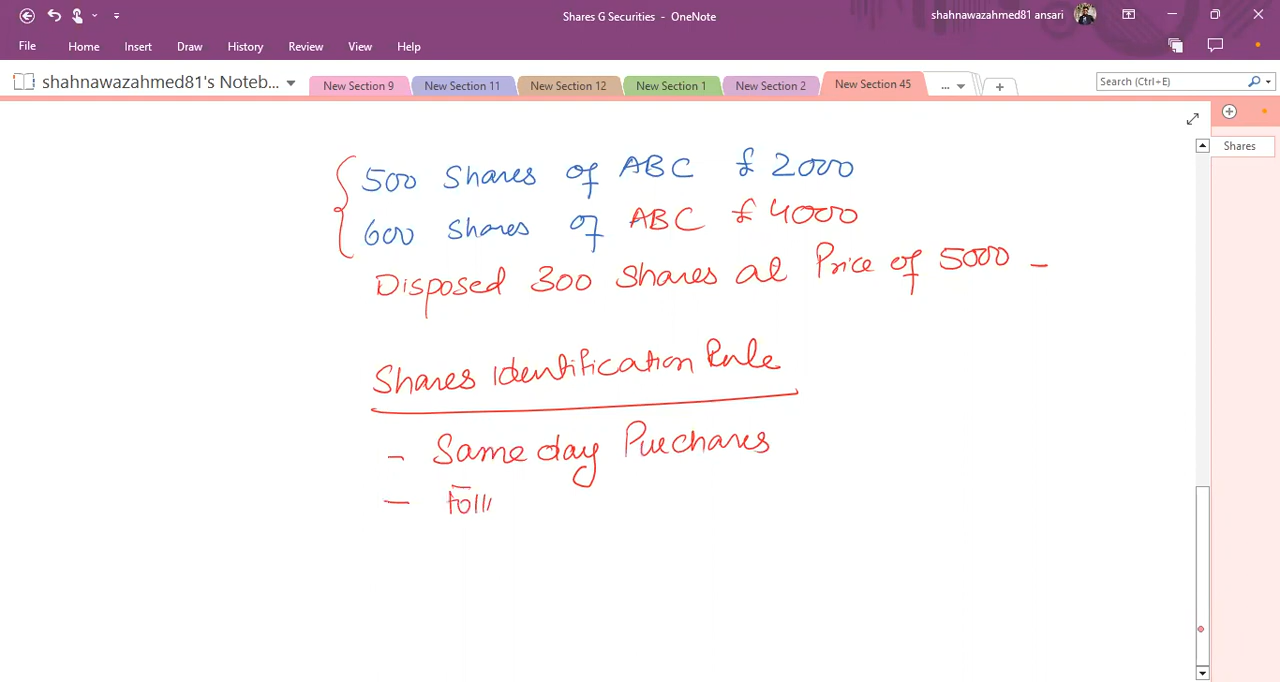 Shares G Securities - OneNote
shahnawazahmed81 ansari
File Home Insert Draw History Review View Help
shahnawazahmed81's Noteb... New Section 9 New Section 11 New Section 12 New Section 1 New Section 2 New Section 45 ... + Search (Ctrl+E)
Shares
500 Shares of ABC £ 2000
600 Shares of ABC £ 4000
Disposed 300 Shares at Price of 5000 -
Shares Identification Rule
- Same day Purchares
- Foll